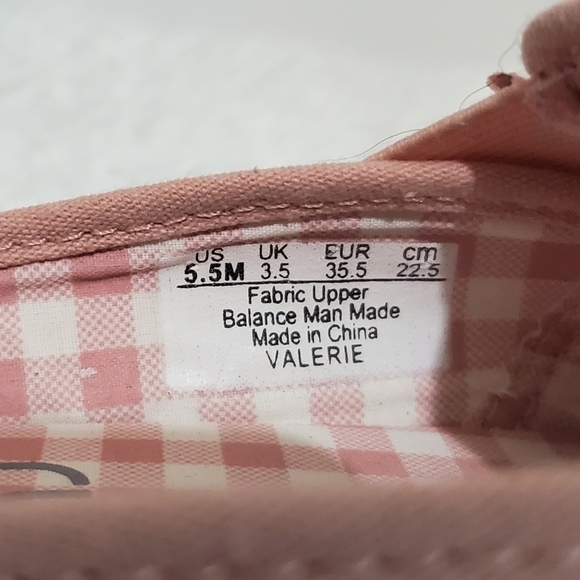 US UK EUR cm
5.5M 3.5 35.5 22.5
Fabric Upper
Balance Man Made
Made in China
VALERIE